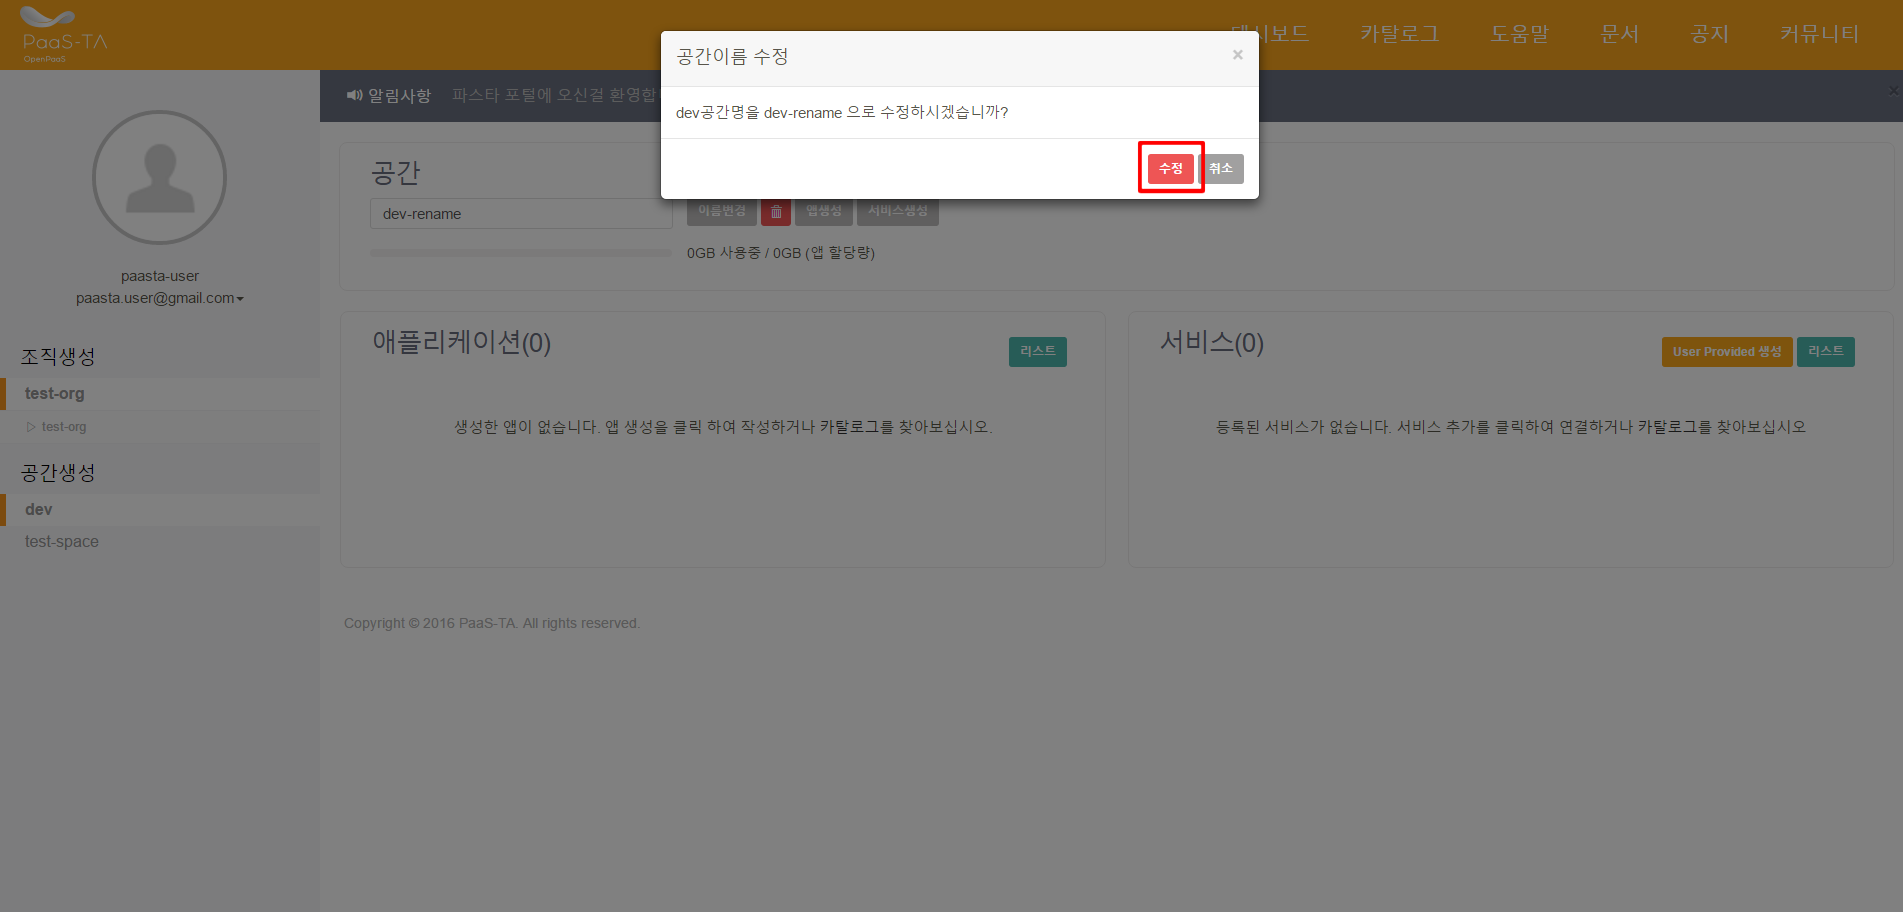 PaaS-TA
OpenPaaS
대시보드 카탈로그 도움말 문서 공지 커뮤니티
공간이름 수정 ×
dev공간명을 dev-rename 으로 수정하시겠습니까?
수정 취소
알림사항 파스타 포털에 오신걸 환영합
paasta-user
paasta.user@gmail.com
조직생성
test-org
test-org
공간생성
dev
test-space
공간
dev-rename 이름변경 앱생성 서비스생성
0GB 사용중 / 0GB (앱 할당량)
애플리케이션(0) 리스트
생성한 앱이 없습니다. 앱 생성을 클릭 하여 작성하거나 카탈로그를 찾아보십시오.
서비스(0) User Provided 생성 리스트
등록된 서비스가 없습니다. 서비스 추가를 클릭하여 연결하거나 카탈로그를 찾아보십시오
Copyright © 2016 PaaS-TA. All rights reserved.